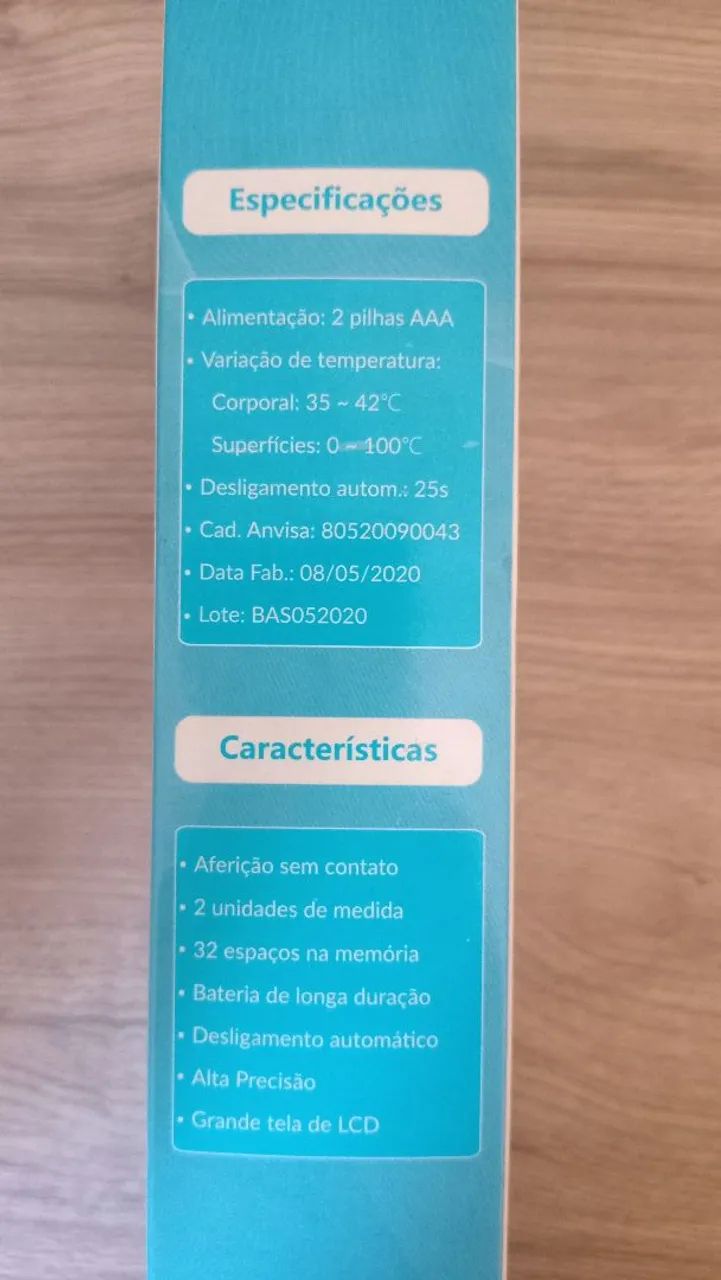 Especificações
• Alimentação: 2 pilhas AAA
• Variação de temperatura:
Corporal: 35 ~ 42°C
Superfícies: 0 ~ 100°C
• Desligamento autom.: 25s
• Cad. Anvisa: 80520090043
• Data Fab.: 08/05/2020
• Lote: BAS052020
Características
• Aferição sem contato
• 2 unidades de medida
• 32 espaços na memória
• Bateria de longa duração
• Desligamento automático
• Alta Precisão
• Grande tela de LCD